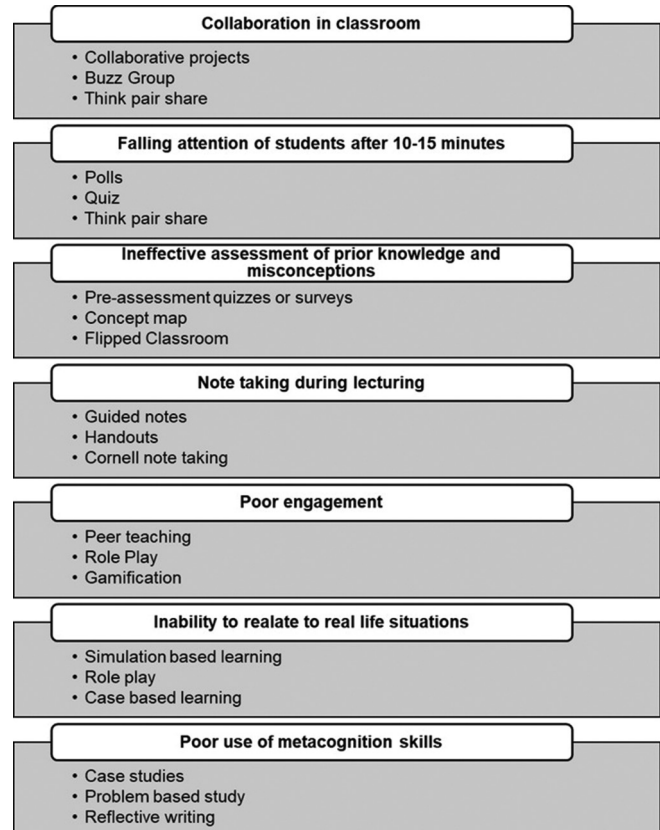 Collaboration in classroom
• Collaborative projects
• Buzz Group
• Think pair share
Falling attention of students after 10-15 minutes
• Polls
• Quiz
• Think pair share
Ineffective assessment of prior knowledge and
misconceptions
• Pre-assessment quizzes or surveys
• Concept map
• Flipped Classroom
Note taking during lecturing
• Guided notes
• Handouts
• Cornell note taking
Poor engagement
• Peer teaching
• Role Play
• Gamification
Inability to realate to real life situations
• Simulation based learning
• Role play
• Case based learning
Poor use of metacognition skills
• Case studies
• Problem based study
• Reflective writing